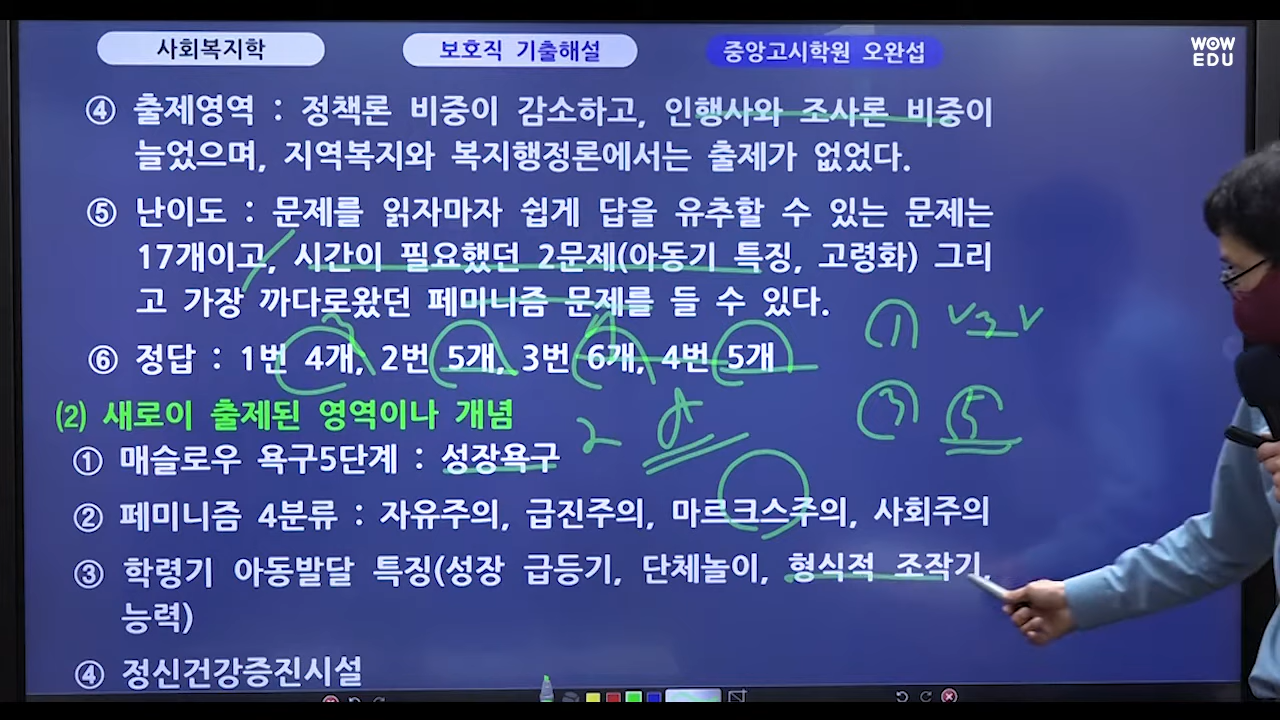 사회복지학
보호직 기출해설
중앙고시학원 오완섭
WOW
EDU
④ 출제영역 : 정책론 비중이 감소하고, 인행사와 조사론 비중이
늘었으며, 지역복지와 복지행정론에서는 출제가 없었다.
⑤ 난이도 : 문제를 읽자마자 쉽게 답을 유추할 수 있는 문제는
17개이고, 시간이 필요했던 2문제(아동기 특징, 고령화) 그리
고 가장 까다로왔던 페미니즘 문제를 들 수 있다.
⑥ 정답 : 1번 4개, 2번 5개, 3번 6개, 4번 5개
① V 3 V
③ 5
(2) 새로이 출제된 영역이나 개념
2
① 매슬로우 욕구5단계 : 성장욕구
② 페미니즘 4분류 : 자유주의, 급진주의, 마르크스주의, 사회주의
③ 학령기 아동발달 특징(성장 급등기, 단체놀이, 형식적 조작기,
능력)
④ 정신건강증진시설